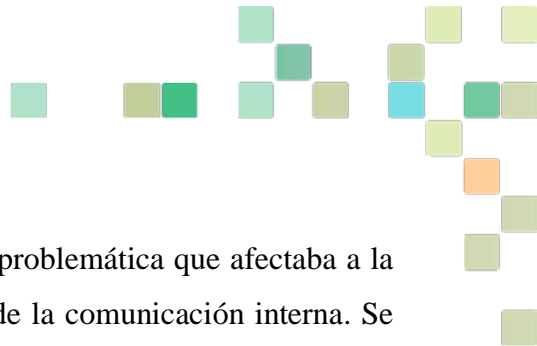 problemática que afectaba a la
de la comunicación interna. Se